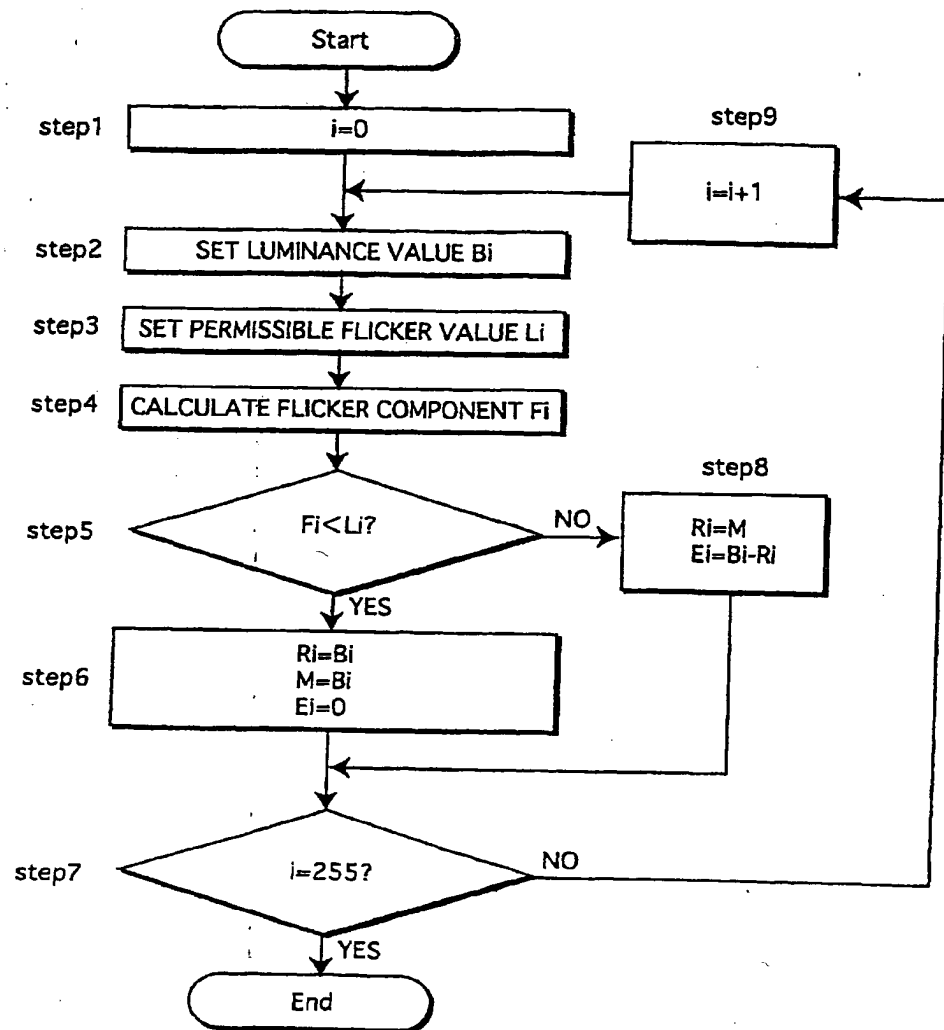 Start
step1
i=0
step9
i=i+1
step2
SET LUMINANCE VALUE Bi
step3
SET PERMISSIBLE FLICKER VALUE Li
step4
CALCULATE FLICKER COMPONENT Fi
step5
Fi<Li?
NO
step8
Ri=M
Ei=Bi-Ri
YES
step6
Ri=Bi
M=Bi
Ei=0
step7
i=255?
NO
YES
End